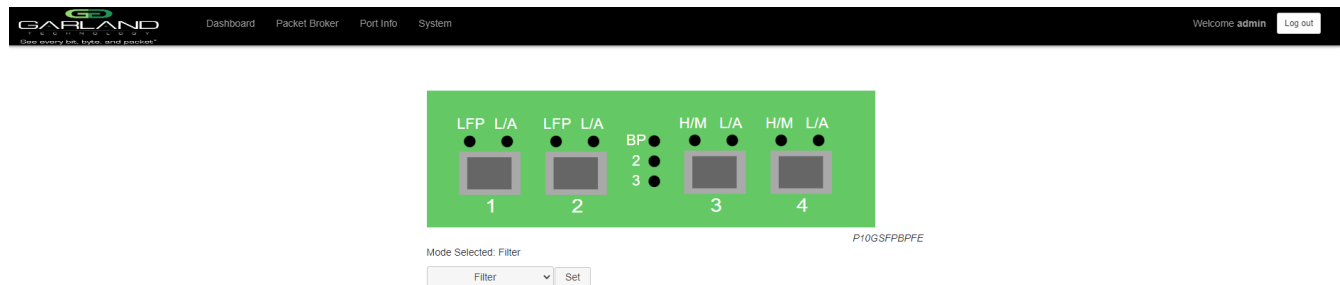 GARLAND
TECHNOLOGY
See every bit, byte, and packet®
Dashboard Packet Broker Port Info System
Welcome admin Log out
LFP L/A LFP L/A H/M L/A H/M L/A
BP
2
3
1 2 3 4
P10GSFPBPFE
Mode Selected: Filter
Filter Set